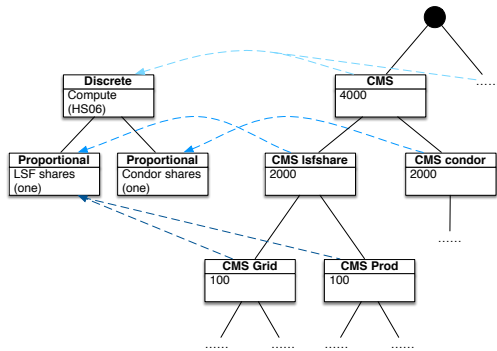 ......
Discrete
Compute
(HS06)
CMS
4000
Proportional
LSF shares
(one)
Proportional
Condor shares
(one)
CMS lsfshare
2000
CMS condor
2000
......
CMS Grid
100
CMS Prod
100
...... ...... ...... ......